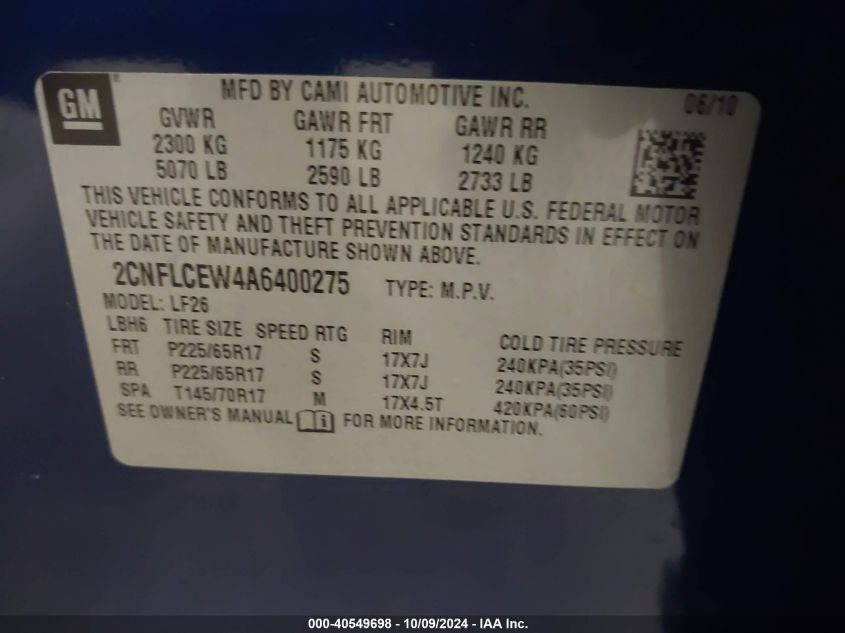 GM
MFD BY CAMI AUTOMOTIVE INC. 06/10
GVWR GAWR FRT GAWR RR
2300 KG 1175 KG 1240 KG
5070 LB 2590 LB 2733 LB
THIS VEHICLE CONFORMS TO ALL APPLICABLE U.S. FEDERAL MOTOR
VEHICLE SAFETY AND THEFT PREVENTION STANDARDS IN EFFECT ON
THE DATE OF MANUFACTURE SHOWN ABOVE.
2CNFLCEW4A6400275 TYPE: M.P.V.
MODEL: LF26
LBH6 TIRE SIZE SPEED RTG RIM COLD TIRE PRESSURE
FRT P225/65R17 S 17X7J 240KPA(35PSI)
RR P225/65R17 S 17X7J 240KPA(35PSI)
SPA T145/70R17 M 17X4.5T 420KPA(60PSI)
SEE OWNER'S MANUAL FOR MORE INFORMATION.
000-40549698 - 10/09/2024 - IAA Inc.